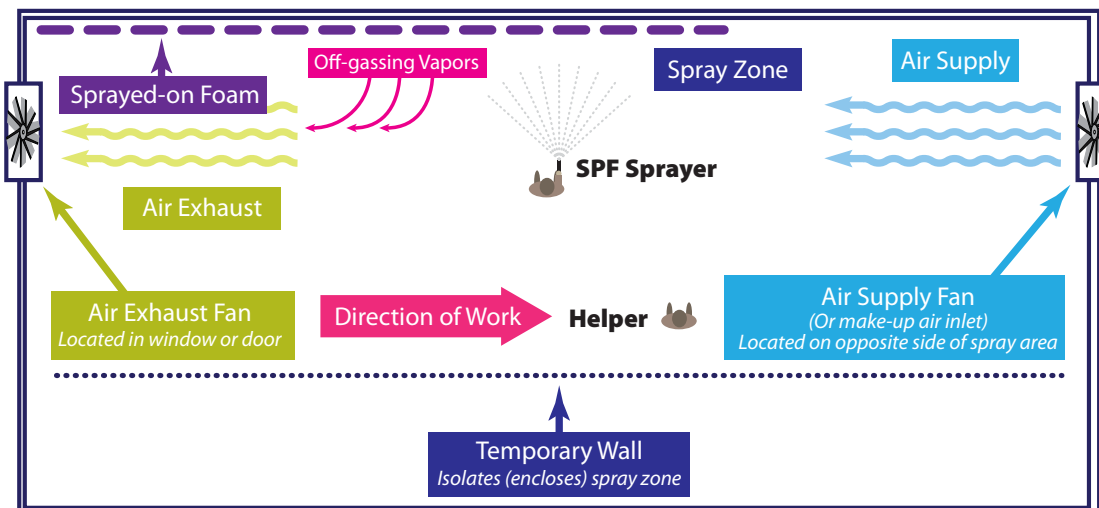 Off-gassing Vapors
Spray Zone
Air Supply
Sprayed-on Foam
SPF Sprayer
Air Exhaust
Air Exhaust Fan
Located in window or door
Direction of Work
Helper
Air Supply Fan
(Or make-up air inlet)
Located on opposite side of spray area
Temporary Wall
Isolates (encloses) spray zone